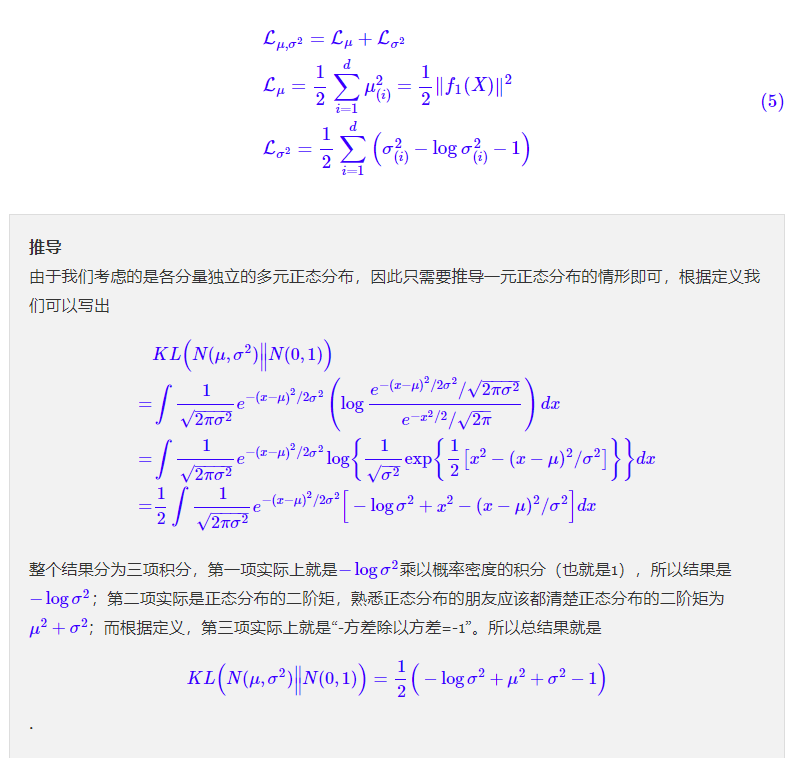 $$\mathcal{L}_{\mu,\sigma^2} = \mathcal{L}_{\mu} + \mathcal{L}_{\sigma^2}$$
$$\mathcal{L}_{\mu} = \frac{1}{2}\sum_{i=1}^{d} \mu_{(i)}^2 = \frac{1}{2}\|f_1(X)\|^2 \quad (5)$$
$$\mathcal{L}_{\sigma^2} = \frac{1}{2}\sum_{i=1}^{d} \left(\sigma_{(i)}^2 - \log \sigma_{(i)}^2 - 1\right)$$
推导
由于我们考虑的是各分量独立的多元正态分布，因此只需要推导一元正态分布的情形即可，根据定义我
们可以写出
$$KL\Big(N(\mu,\sigma^2)\Big\|N(0,1)\Big)$$
$$=\int \frac{1}{\sqrt{2\pi\sigma^2}} e^{-(x-\mu)^2/2\sigma^2} \left(\log \frac{e^{-(x-\mu)^2/2\sigma^2}/\sqrt{2\pi\sigma^2}}{e^{-x^2/2}/\sqrt{2\pi}}\right)dx$$
$$=\int \frac{1}{\sqrt{2\pi\sigma^2}} e^{-(x-\mu)^2/2\sigma^2} \log\left\{\frac{1}{\sqrt{\sigma^2}} \exp\left\{\frac{1}{2}\left[x^2-(x-\mu)^2/\sigma^2\right]\right\}\right\}dx$$
$$=\frac{1}{2}\int \frac{1}{\sqrt{2\pi\sigma^2}} e^{-(x-\mu)^2/2\sigma^2} \left[-\log\sigma^2 + x^2 - (x-\mu)^2/\sigma^2\right]dx$$
整个结果分为三项积分，第一项实际上就是$-\log\sigma^2$乘以概率密度的积分（也就是1），所以结果是
$-\log\sigma^2$；第二项实际是正态分布的二阶矩，熟悉正态分布的朋友应该都清楚正态分布的二阶矩为
$\mu^2+\sigma^2$；而根据定义，第三项实际上就是“-方差除以方差=-1”。所以总结果就是
$$KL\Big(N(\mu,\sigma^2)\Big\|N(0,1)\Big) = \frac{1}{2}\Big(-\log\sigma^2+\mu^2+\sigma^2-1\Big)$$
.